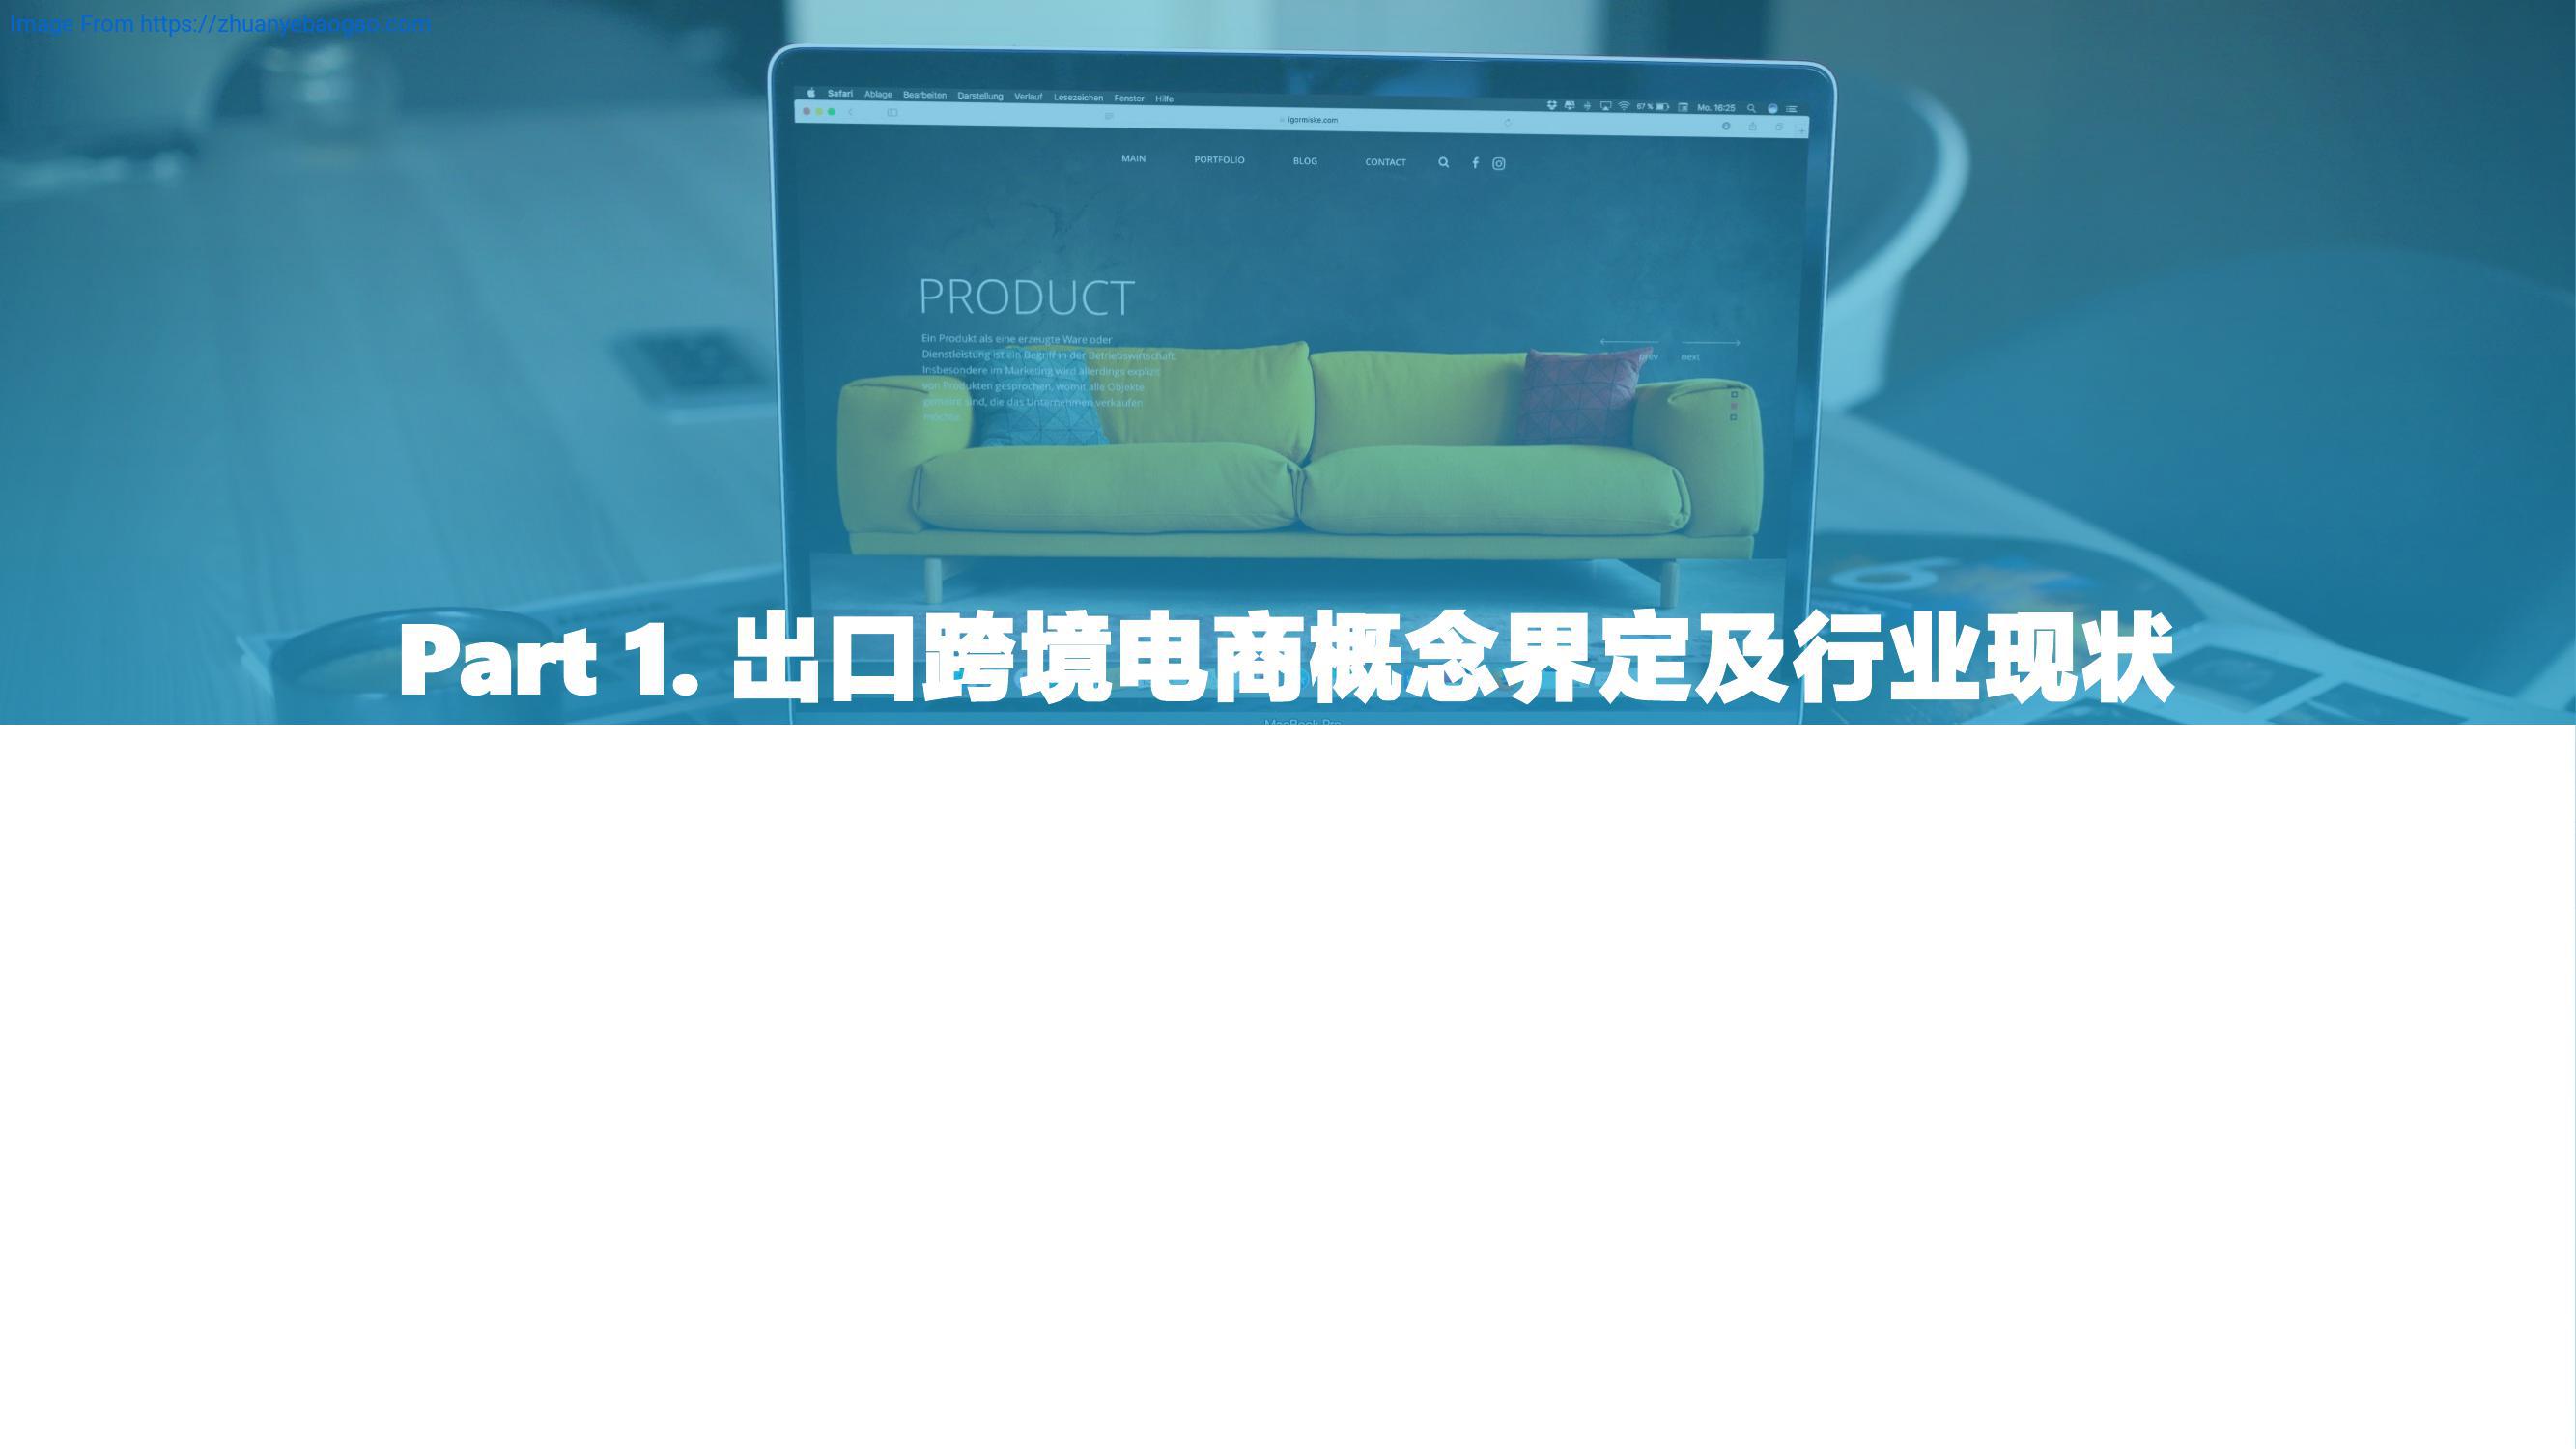 Image From https://zhuanyebaogao.com
Safari Ablage Bearbeiten Darstellung Verlauf Lesezeichen Fenster Hilfe
67 % Mo. 16:25
igormiske.com
MAIN PORTFOLIO BLOG CONTACT
PRODUCT
Ein Produkt als eine erzeugte Ware oder
Dienstleistung ist ein Begriff in der Betriebswirtschaft.
Insbesondere im Marketing wird allerdings explizit
von Produkten gesprochen, womit alle Objekte
gemeint sind, die das Unternehmen verkaufen
prev next
Part 1. 出口跨境电商概念界定及行业现状
MacBook Pro